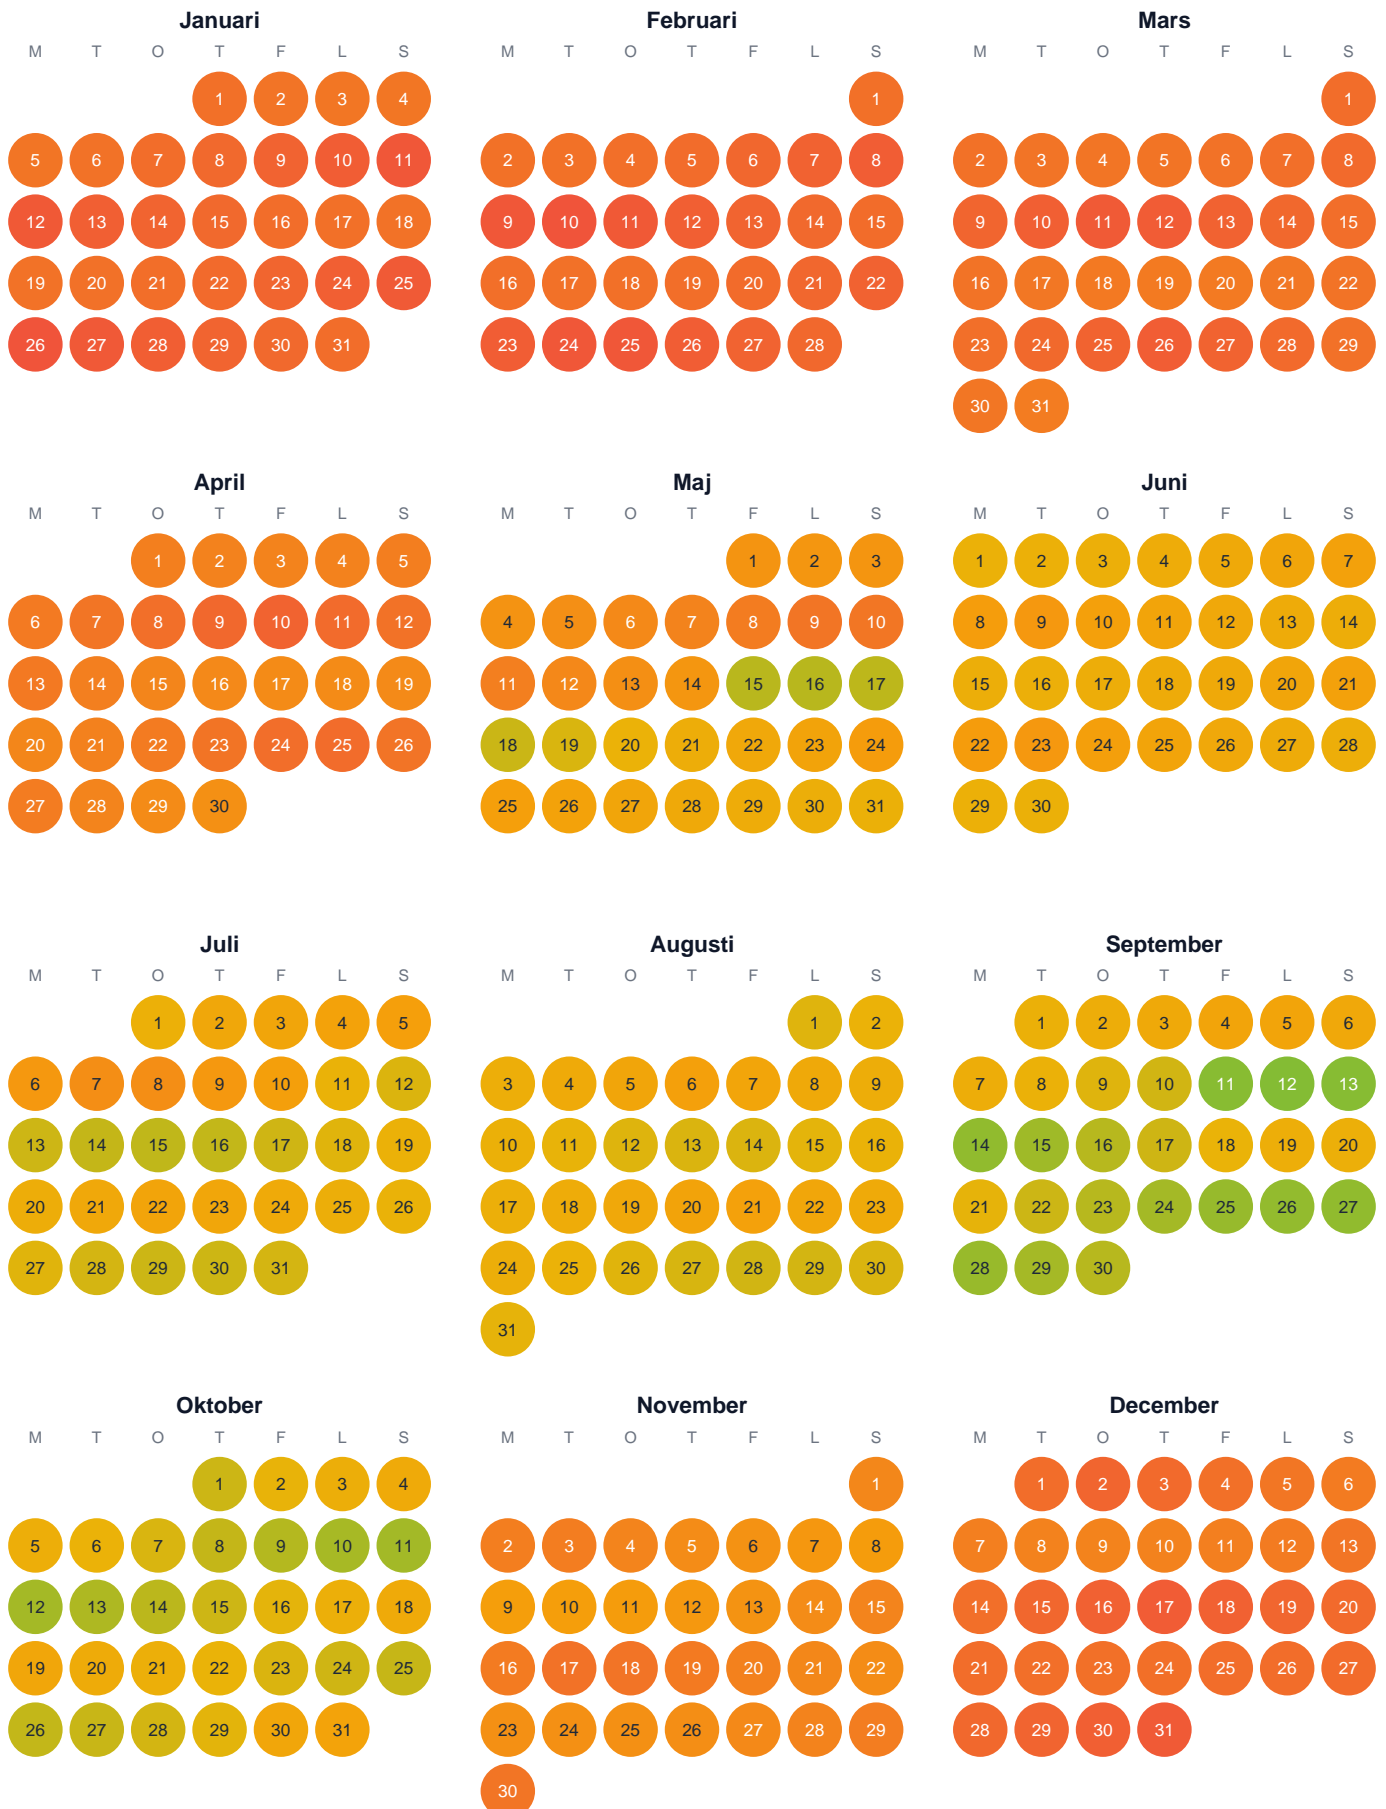 Januari Februari Mars
M T O T F L S M T O T F L S M T O T F L S
1 2 3 4 1 1
5 6 7 8 9 10 11 2 3 4 5 6 7 8 2 3 4 5 6 7 8
12 13 14 15 16 17 18 9 10 11 12 13 14 15 9 10 11 12 13 14 15
19 20 21 22 23 24 25 16 17 18 19 20 21 22 16 17 18 19 20 21 22
26 27 28 29 30 31 23 24 25 26 27 28 23 24 25 26 27 28 29
30 31
April Maj Juni
M T O T F L S M T O T F L S M T O T F L S
1 2 3 4 5 1 2 3 1 2 3 4 5 6 7
6 7 8 9 10 11 12 4 5 6 7 8 9 10 8 9 10 11 12 13 14
13 14 15 16 17 18 19 11 12 13 14 15 16 17 15 16 17 18 19 20 21
20 21 22 23 24 25 26 18 19 20 21 22 23 24 22 23 24 25 26 27 28
27 28 29 30 25 26 27 28 29 30 31 29 30
Juli Augusti September
M T O T F L S M T O T F L S M T O T F L S
1 2 3 4 5 1 2 1 2 3 4 5 6
6 7 8 9 10 11 12 3 4 5 6 7 8 9 7 8 9 10 11 12 13
13 14 15 16 17 18 19 10 11 12 13 14 15 16 14 15 16 17 18 19 20
20 21 22 23 24 25 26 17 18 19 20 21 22 23 21 22 23 24 25 26 27
27 28 29 30 31 24 25 26 27 28 29 30 28 29 30
31
Oktober November December
M T O T F L S M T O T F L S M T O T F L S
1 2 3 4 1 1 2 3 4 5 6
5 6 7 8 9 10 11 2 3 4 5 6 7 8 7 8 9 10 11 12 13
12 13 14 15 16 17 18 9 10 11 12 13 14 15 14 15 16 17 18 19 20
19 20 21 22 23 24 25 16 17 18 19 20 21 22 21 22 23 24 25 26 27
26 27 28 29 30 31 23 24 25 26 27 28 29 28 29 30 31
30